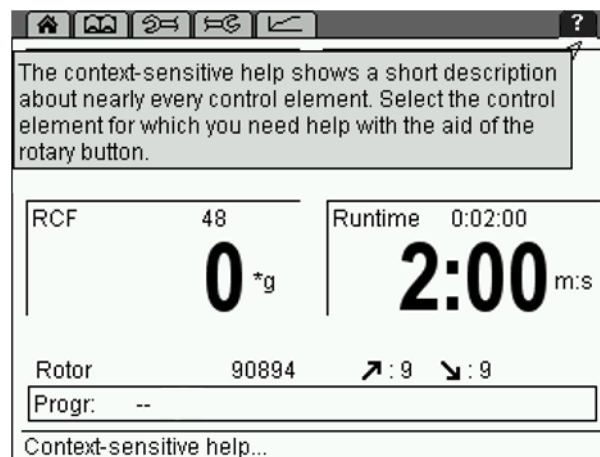 ?
The context-sensitive help shows a short description
about nearly every control element. Select the control
element for which you need help with the aid of the
rotary button.
RCF 48
0 *g
Runtime 0:02:00
2:00 m:s
Rotor 90894 ↗: 9 ↘: 9
Progr: --
Context-sensitive help...